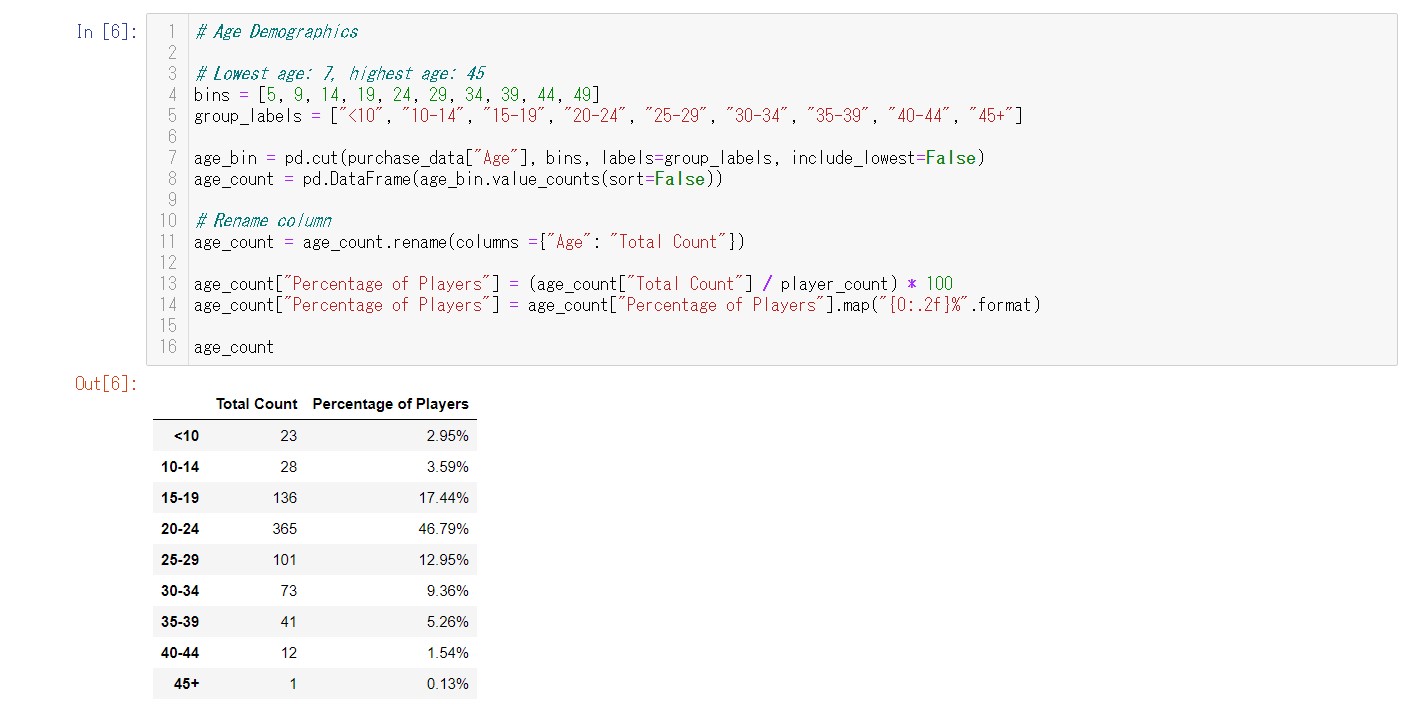 In [6]:
1 # Age Demographics
2
3 # Lowest age: 7, highest age: 45
4 bins = [5, 9, 14, 19, 24, 29, 34, 39, 44, 49]
5 group_labels = ["<10", "10-14", "15-19", "20-24", "25-29", "30-34", "35-39", "40-44", "45+"]
6
7 age_bin = pd.cut(purchase_data["Age"], bins, labels=group_labels, include_lowest=False)
8 age_count = pd.DataFrame(age_bin.value_counts(sort=False))
9
10 # Rename column
11 age_count = age_count.rename(columns ={"Age": "Total Count"})
12
13 age_count["Percentage of Players"] = (age_count["Total Count"] / player_count) * 100
14 age_count["Percentage of Players"] = age_count["Percentage of Players"].map("{0:.2f}%".format)
15
16 age_count
Out[6]:
Total Count Percentage of Players
<10 23 2.95%
10-14 28 3.59%
15-19 136 17.44%
20-24 365 46.79%
25-29 101 12.95%
30-34 73 9.36%
35-39 41 5.26%
40-44 12 1.54%
45+ 1 0.13%